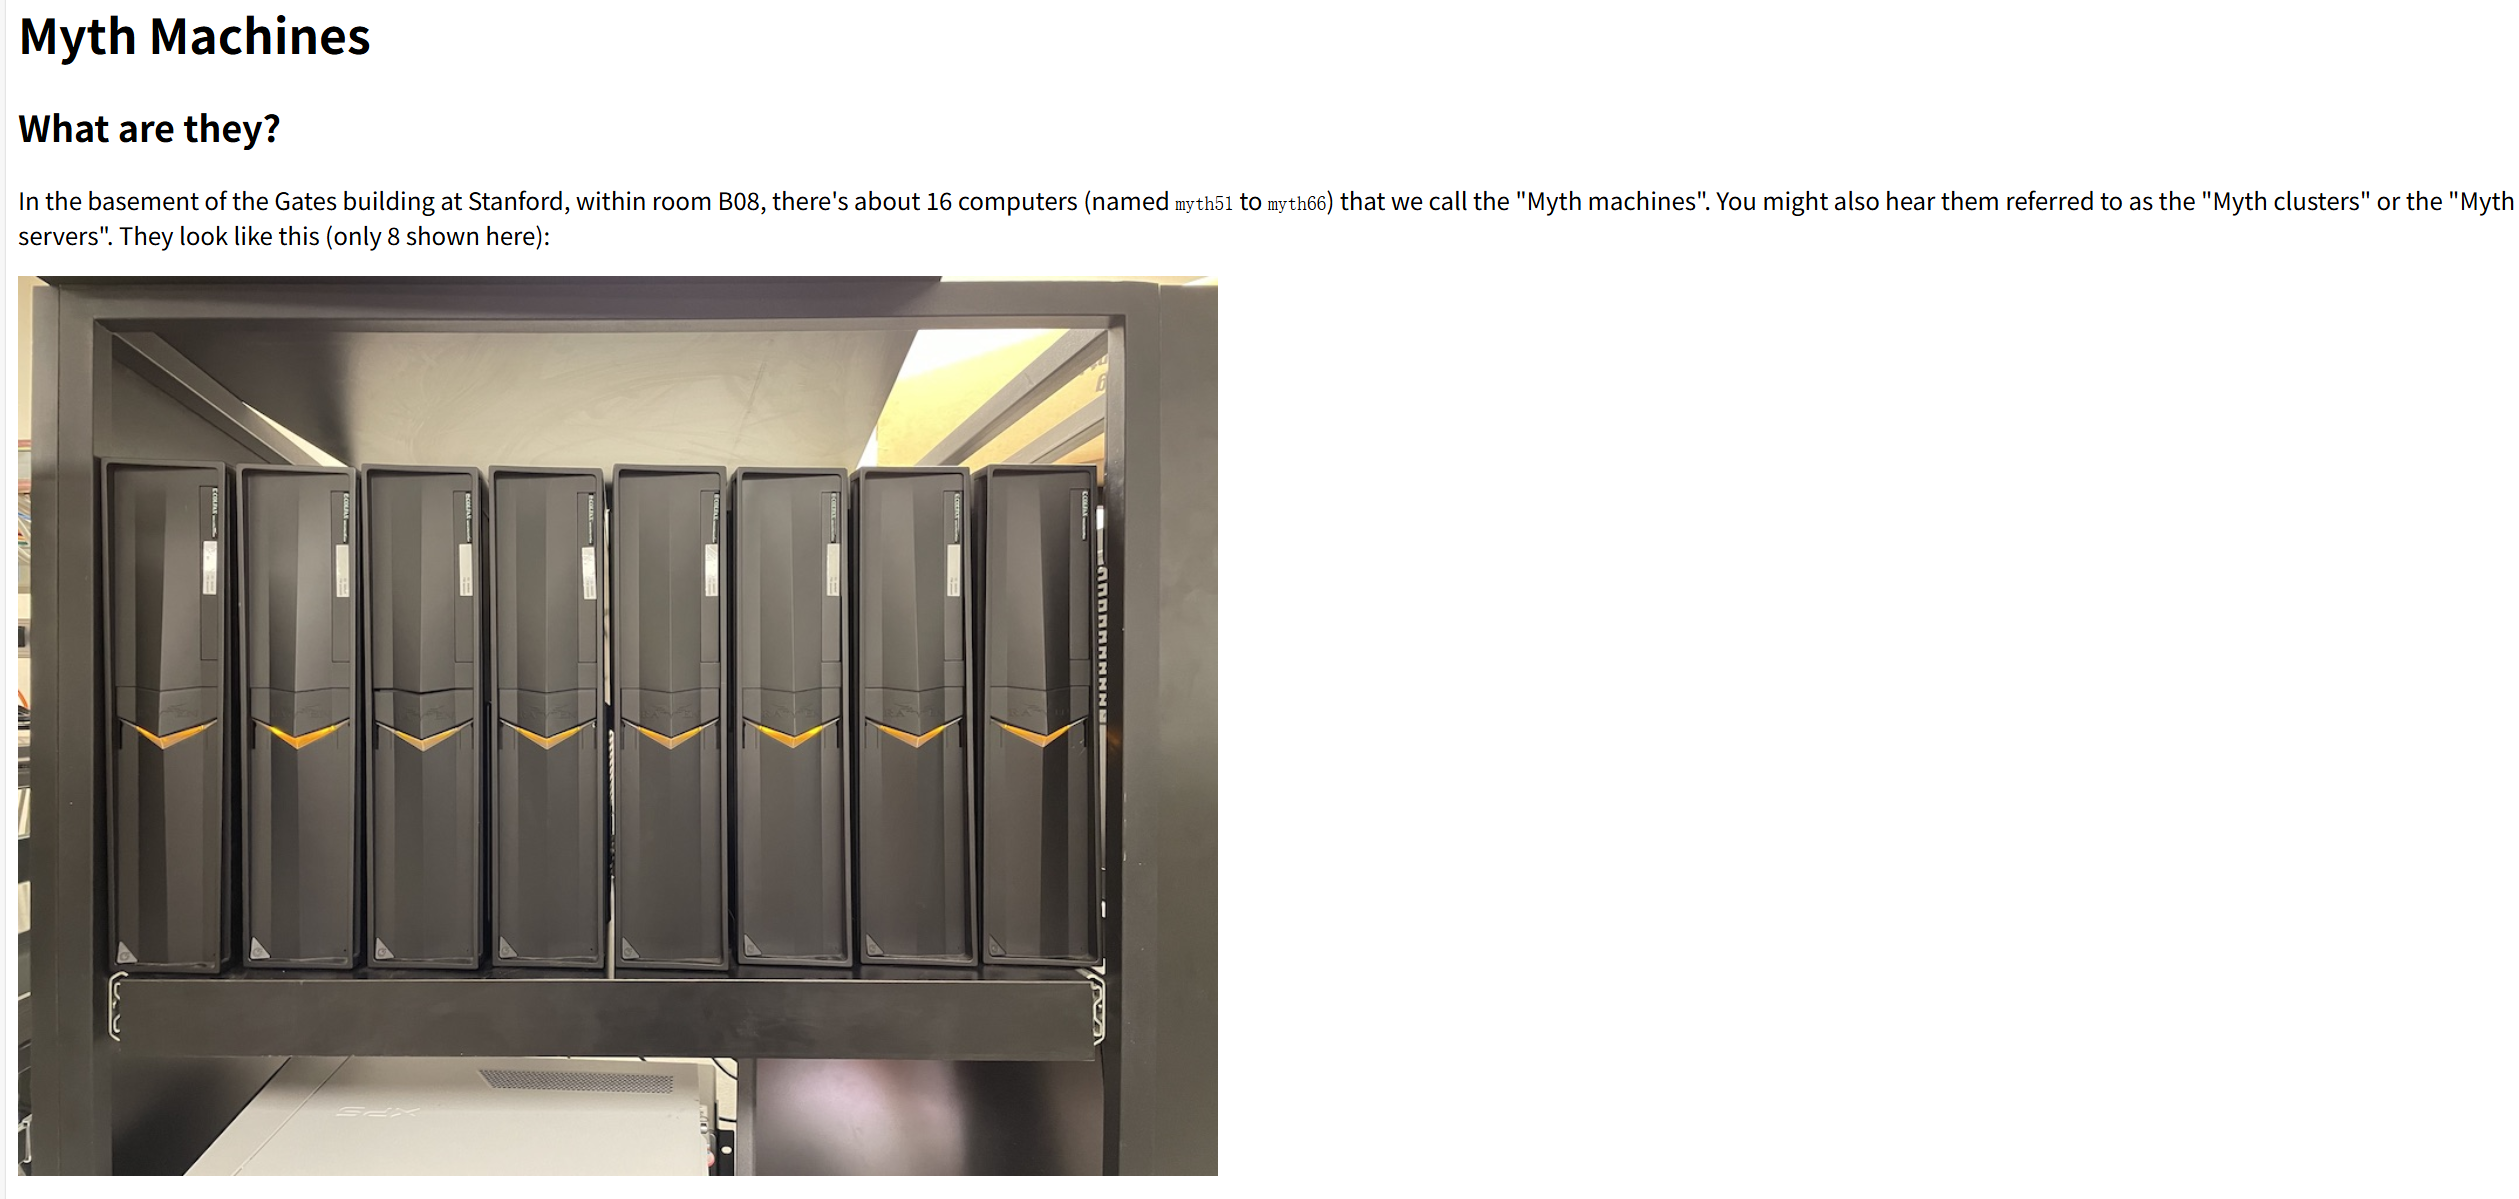 Myth Machines
What are they?
In the basement of the Gates building at Stanford, within room B08, there's about 16 computers (named myth51 to myth66) that we call the "Myth machines". You might also hear them referred to as the "Myth clusters" or the "Myth
servers". They look like this (only 8 shown here):
XPS